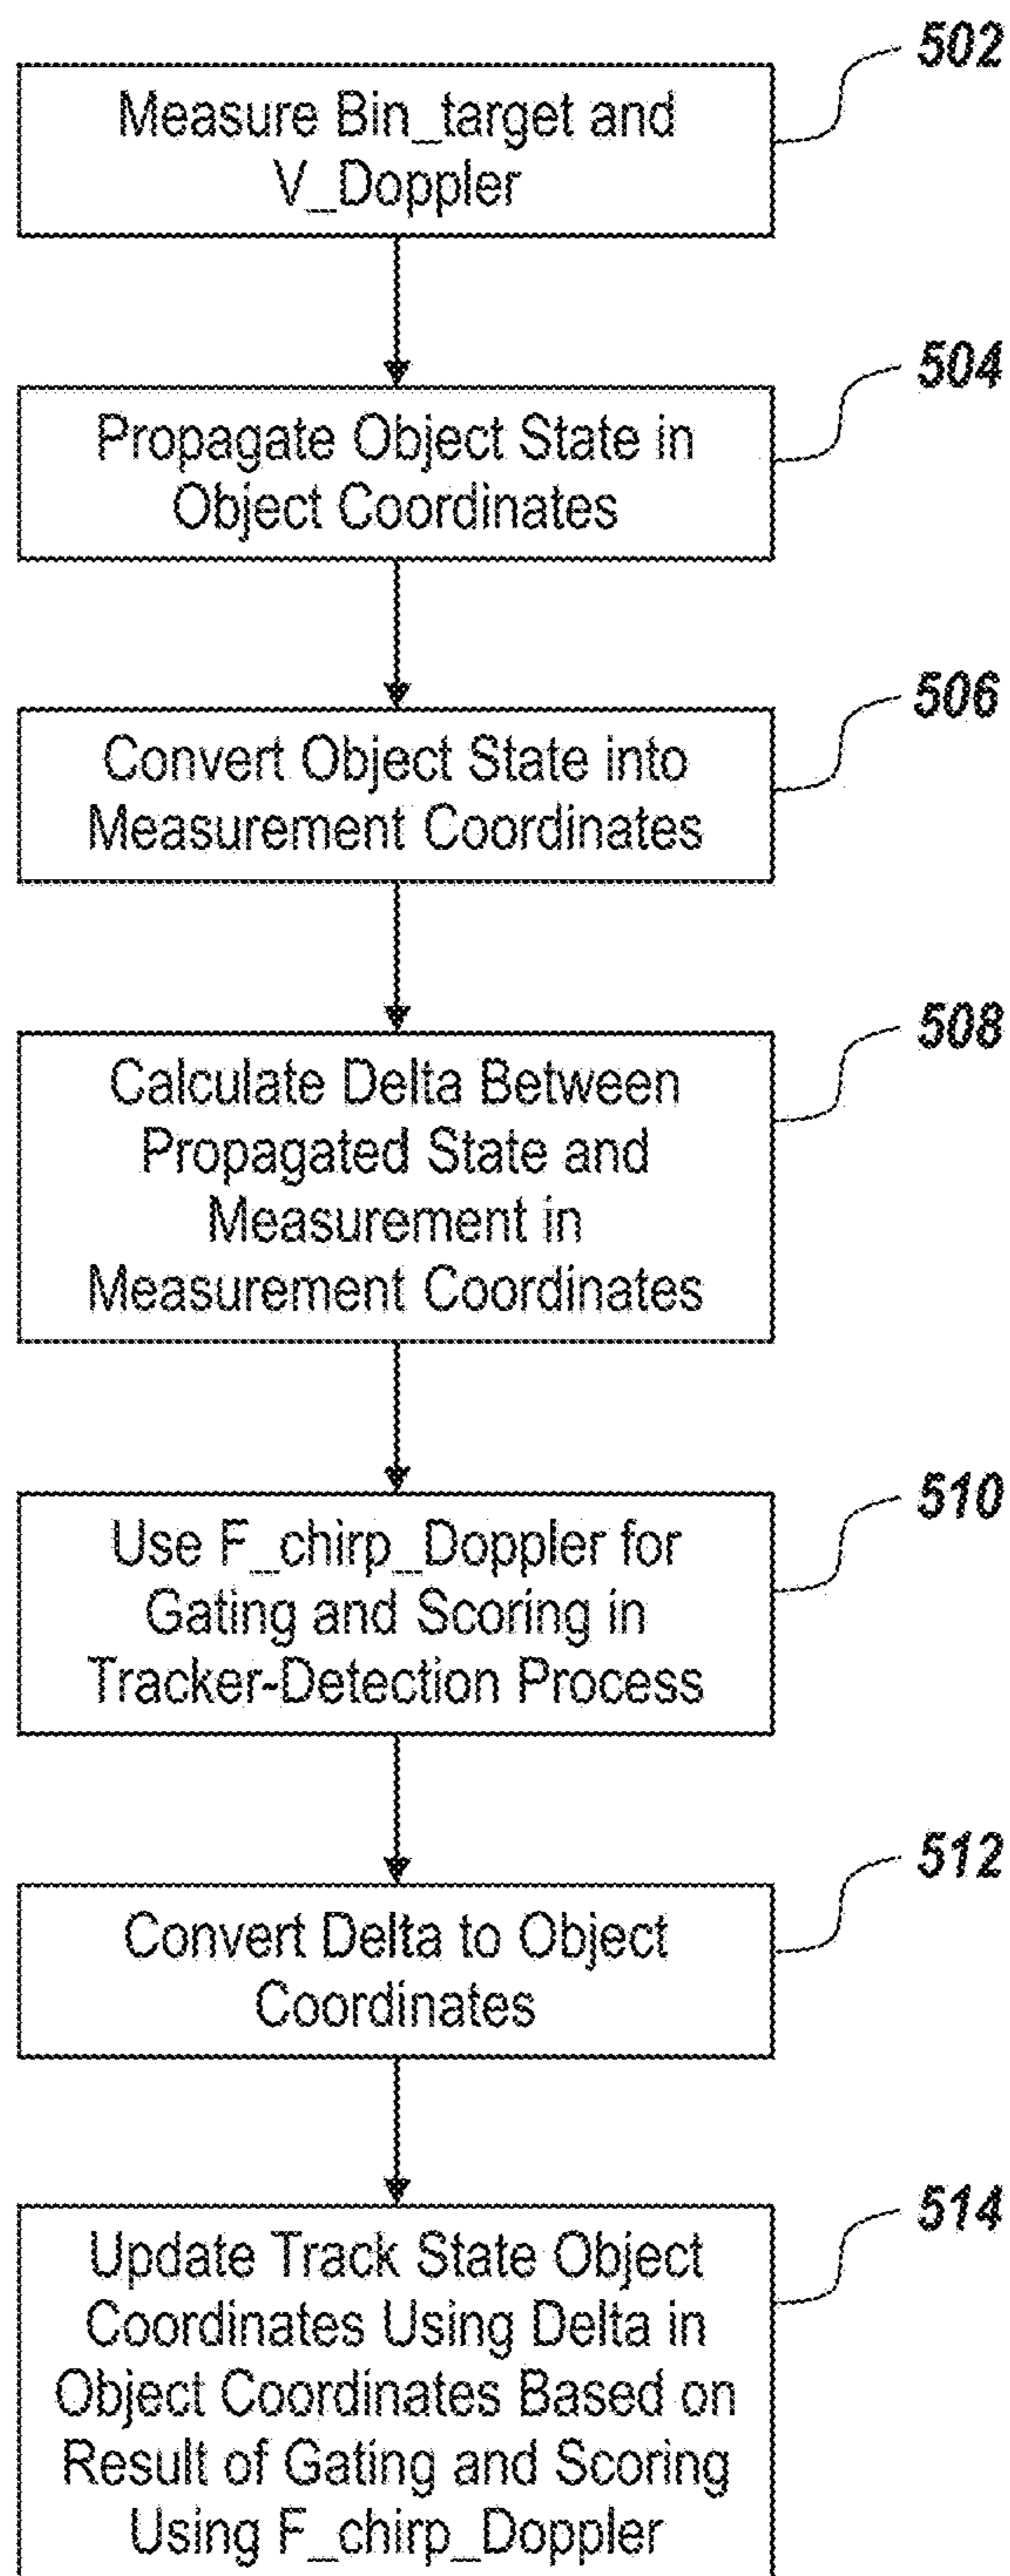 502
Measure Bin_target and
V_Doppler
504
Propagate Object State in
Object Coordinates
506
Convert Object State into
Measurement Coordinates
508
Calculate Delta Between
Propagated State and
Measurement in
Measurement Coordinates
510
Use F_chirp_Doppler for
Gating and Scoring in
Tracker-Detection Process
512
Convert Delta to Object
Coordinates
514
Update Track State Object
Coordinates Using Delta in
Object Coordinates Based on
Result of Gating and Scoring
Using F_chirp_Doppler